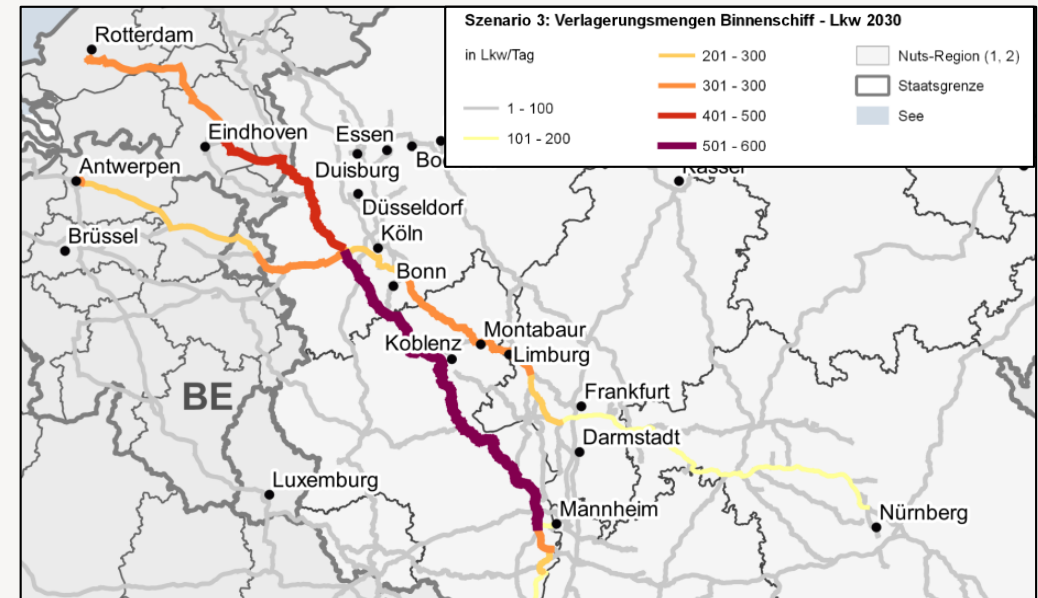 Szenario 3: Verlagerungsmengen Binnenschiff - Lkw 2030
in Lkw/Tag
1 - 100
101 - 200
201 - 300
301 - 300
401 - 500
501 - 600
Nuts-Region (1, 2)
Staatsgrenze
See
Rotterdam
Eindhoven
Essen
Duisburg
Antwerpen
Düsseldorf
Brüssel
Köln
Bonn
Montabaur
Koblenz
Limburg
BE
Frankfurt
Darmstadt
Luxemburg
Mannheim
Nürnberg